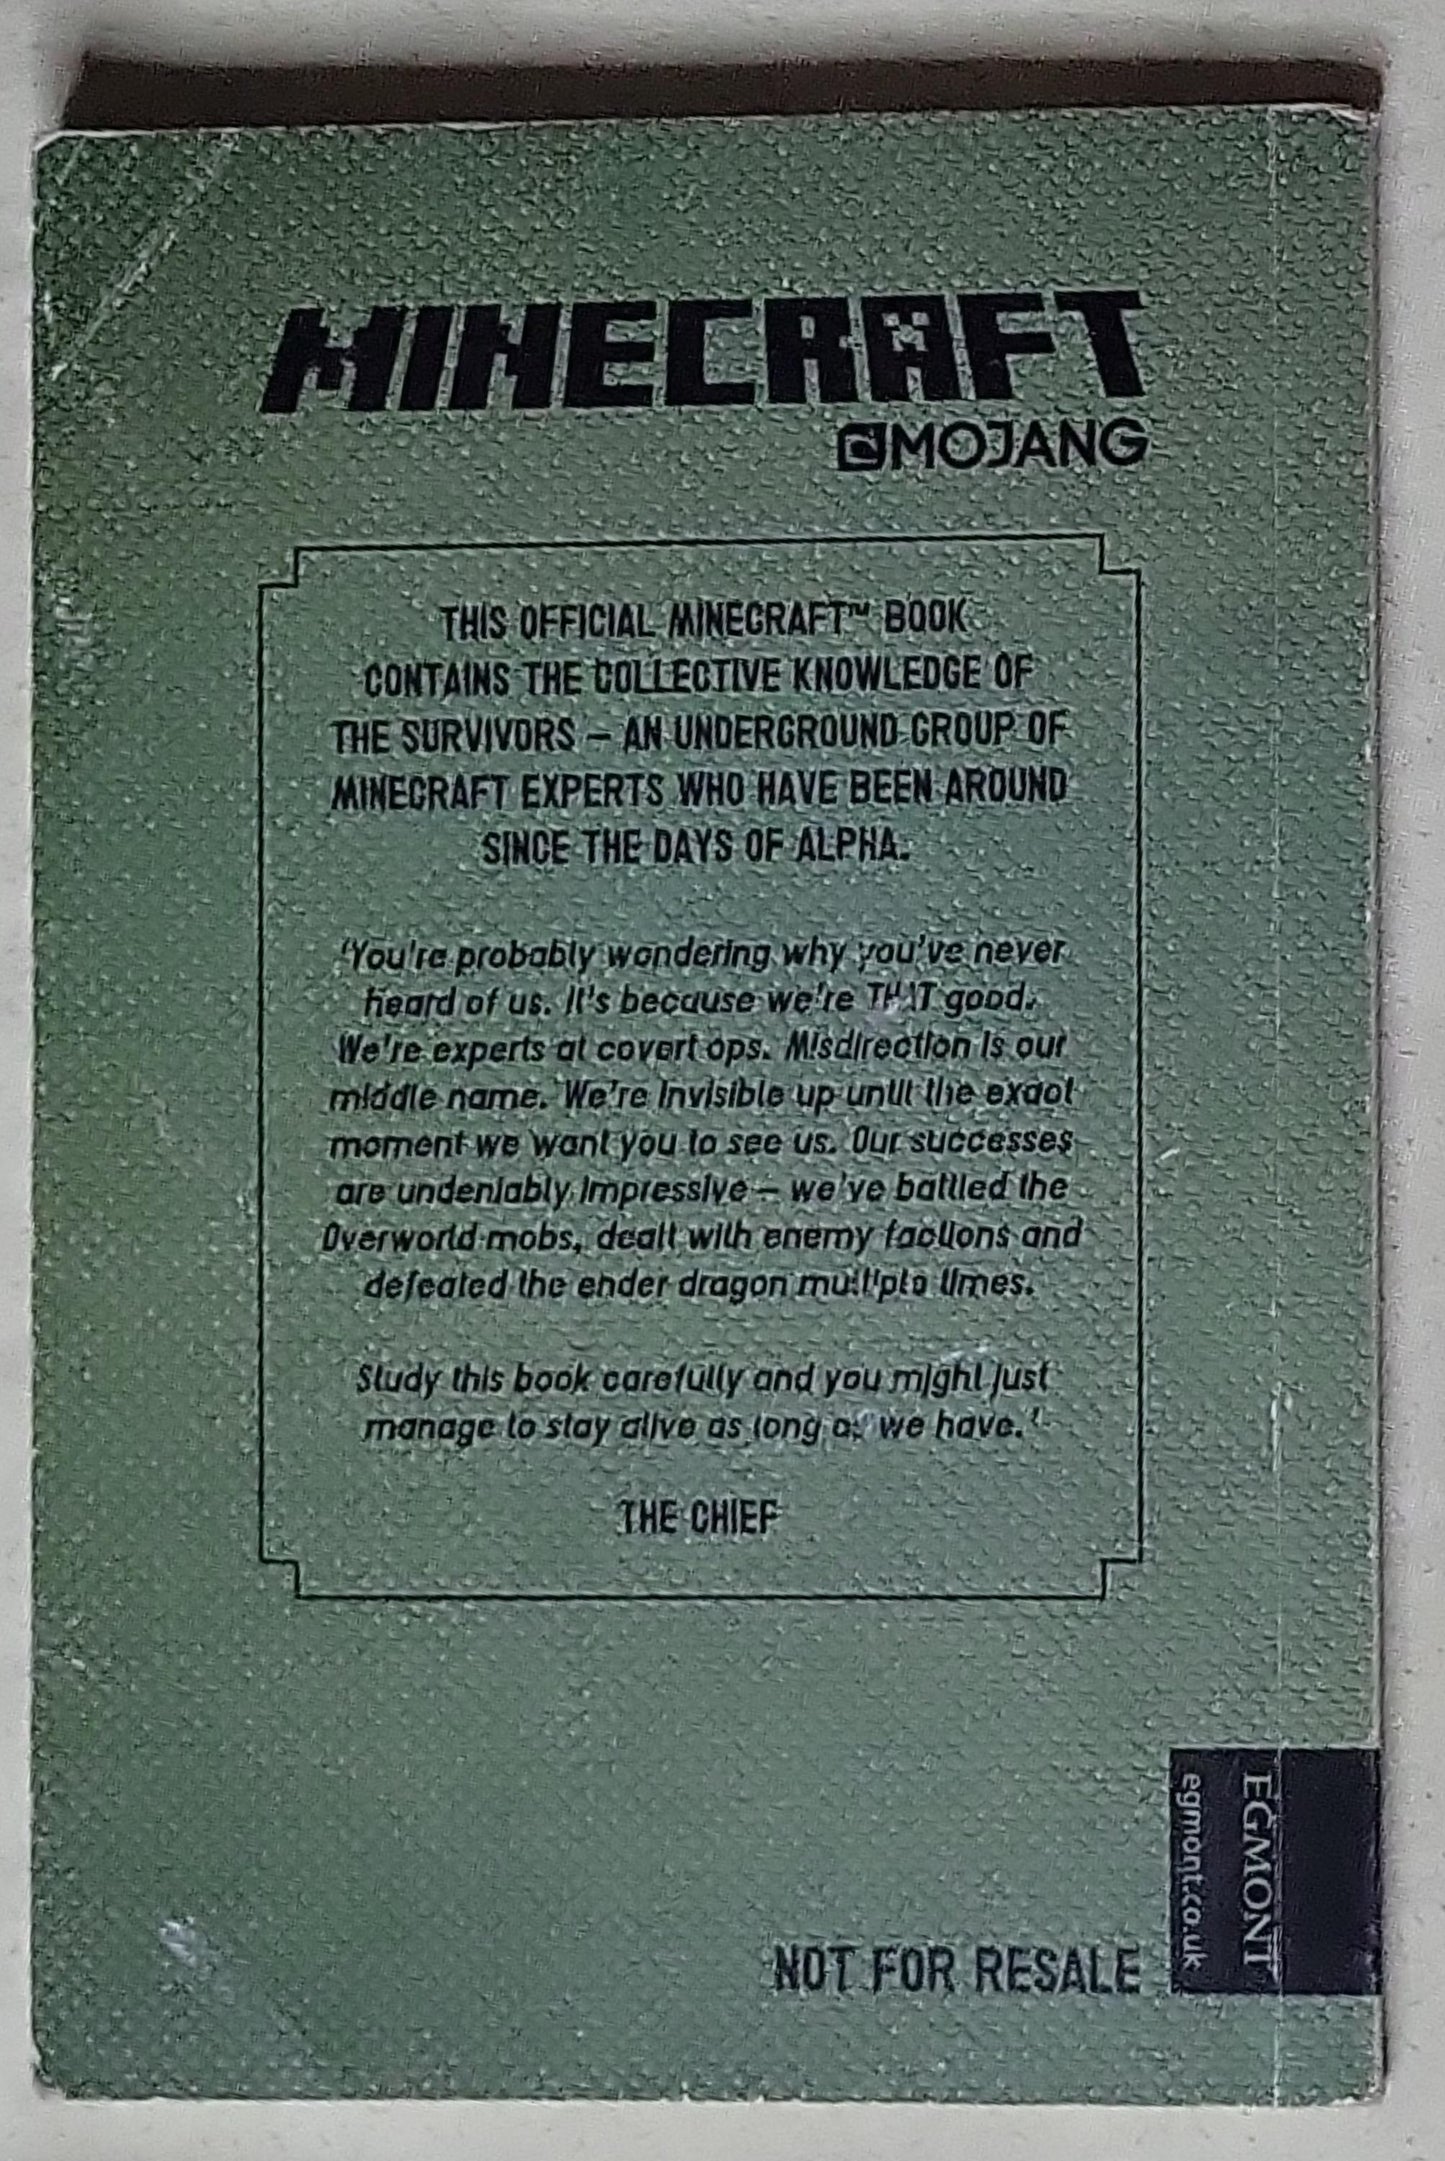 MINECRAFT
MOJANG
THIS OFFICIAL MINECRAFT™ BOOK
CONTAINS THE COLLECTIVE KNOWLEDGE OF
THE SURVIVORS – AN UNDERGROUND GROUP OF
MINECRAFT EXPERTS WHO HAVE BEEN AROUND
SINCE THE DAYS OF ALPHA.
'You're probably wondering why you've never
heard of us. It's because we're THAT good.
We're experts at covert ops. Misdirection is our
middle name. We're invisible up until the exact
moment we want you to see us. Our successes
are undeniably impressive – we've battled the
Overworld mobs, dealt with enemy factions and
defeated the ender dragon multiple times.
Study this book carefully and you might just
manage to stay alive as long as we have.'
THE CHIEF
EGMONT
egmont.co.uk
NOT FOR RESALE